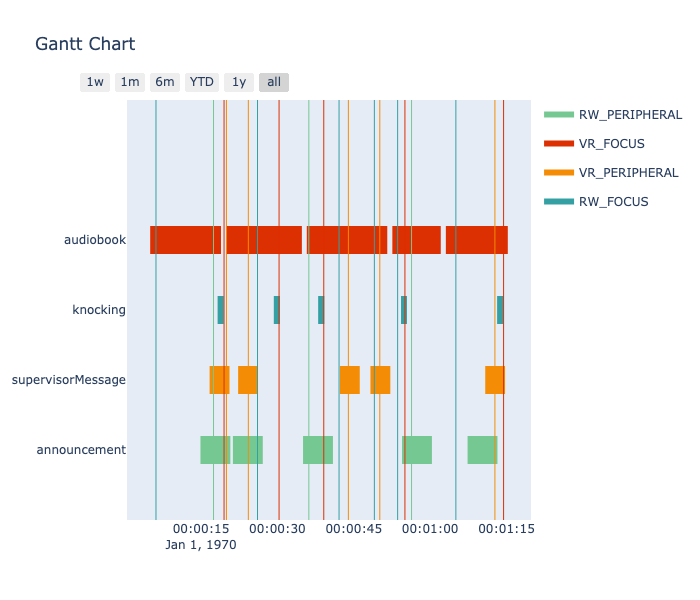 Gantt Chart
1w 1m 6m YTD 1y all
RW_PERIPHERAL
VR_FOCUS
VR_PERIPHERAL
RW_FOCUS
audiobook
knocking
supervisorMessage
announcement
00:00:15 00:00:30 00:00:45 00:01:00 00:01:15
Jan 1, 1970